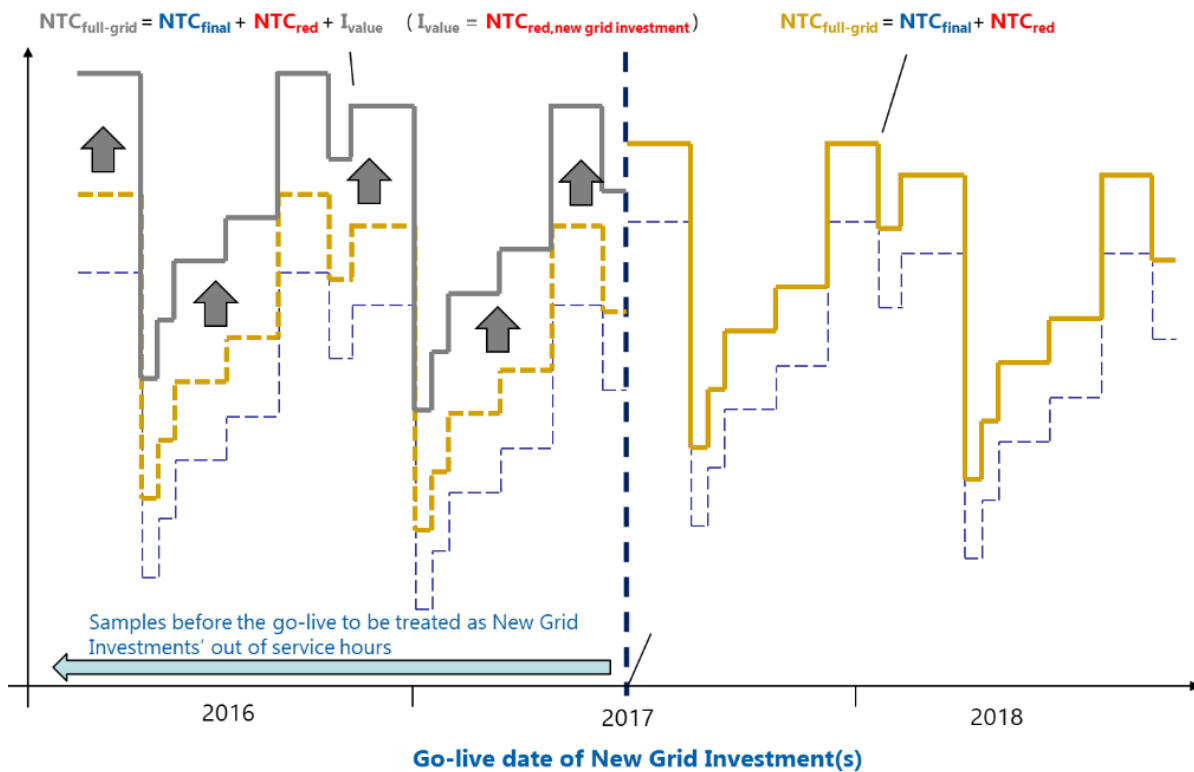 NTCfull-grid = NTCfinal + NTCred + Ivalue ( Ivalue = NTCred,new grid investment)
NTCfull-grid = NTCfinal + NTCred
Samples before the go-live to be treated as New Grid
Investments’ out of service hours
2016
2017
2018
Go-live date of New Grid Investment(s)